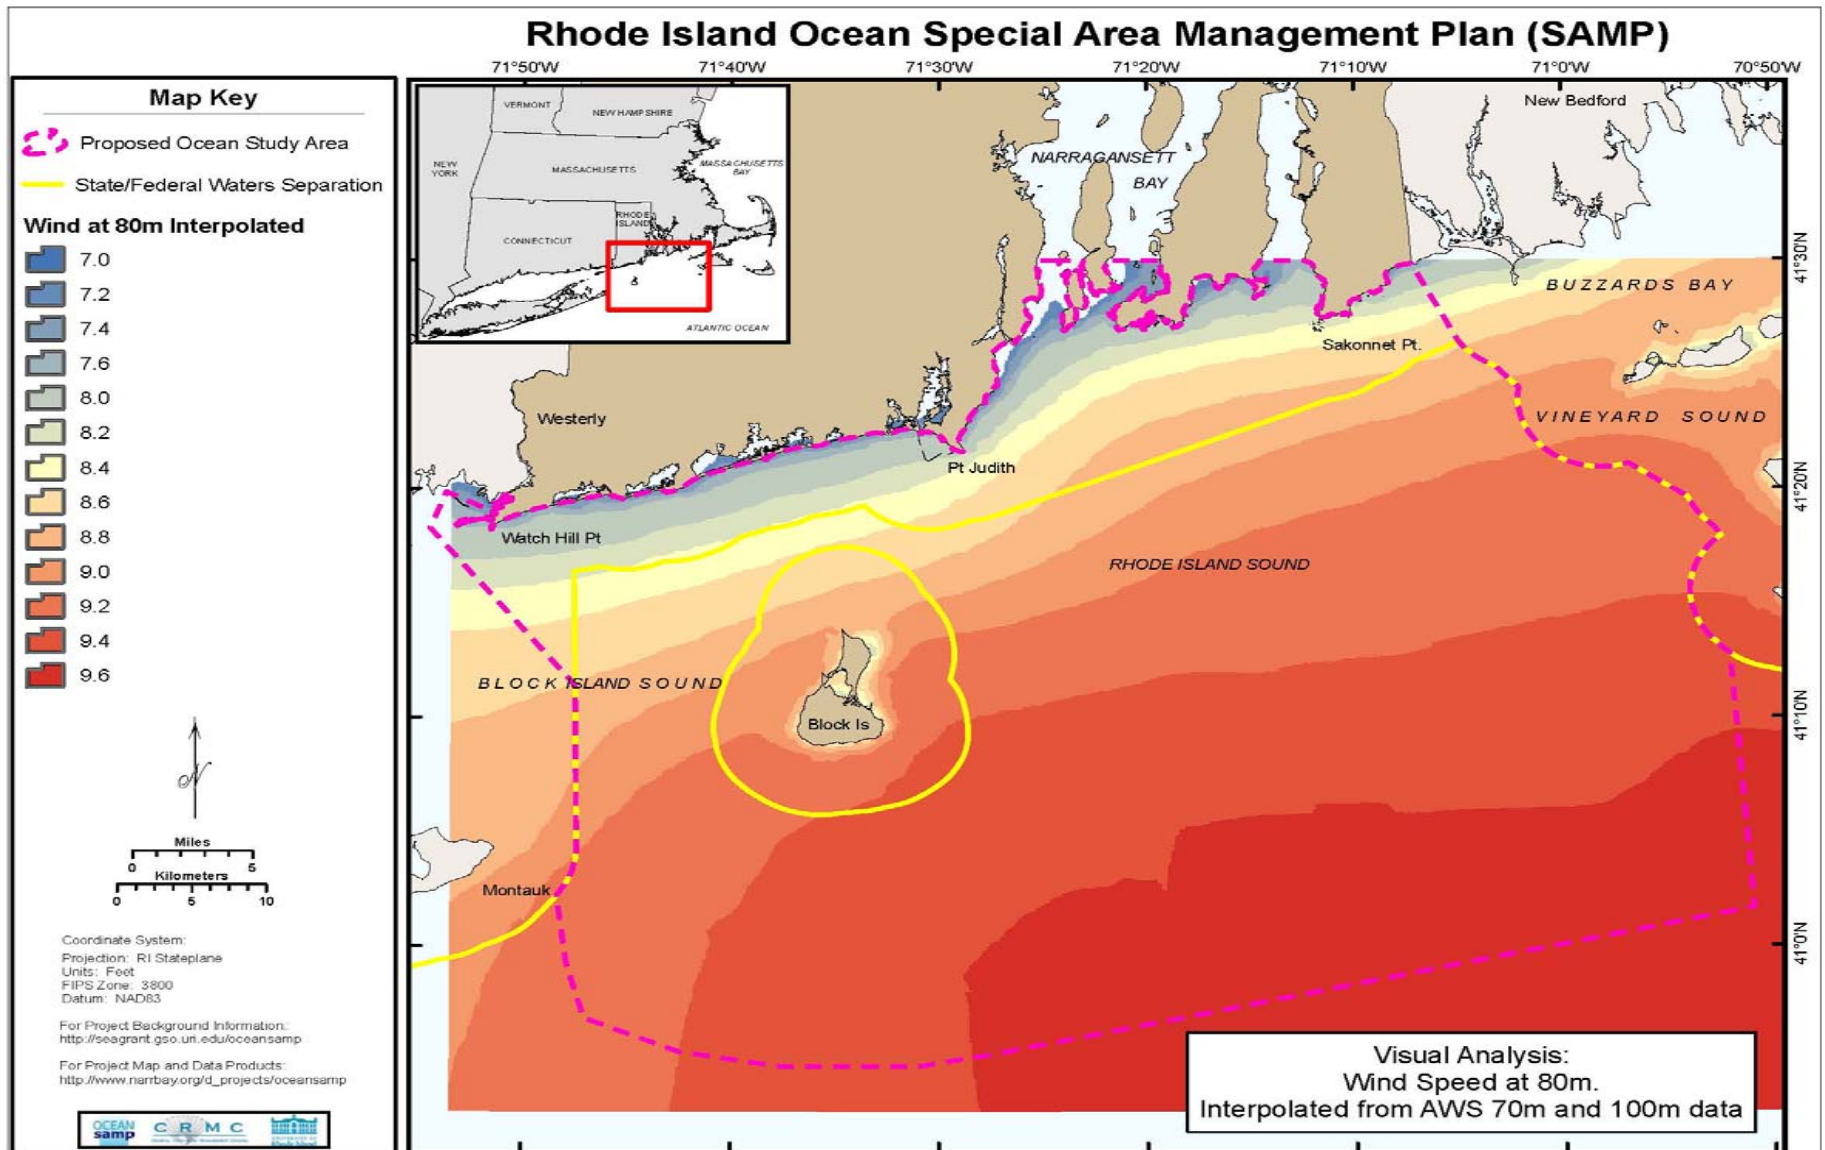 Rhode Island Ocean Special Area Management Plan (SAMP)
71°50'W
71°40'W
71°30'W
71°20'W
71°10'W
71°0'W
70°50'W
Map Key
Proposed Ocean Study Area
State/Federal Waters Separation
Wind at 80m Interpolated
7.0
7.2
7.4
7.6
8.0
8.2
8.4
8.6
8.8
9.0
9.2
9.4
9.6
Miles
0 5
Kilometers
0 5 10
Coordinate System:
Projection: RI Stateplane
Units: Feet
FIPS Zone: 3800
Datum: NAD83
For Project Background Information:
http://seagrant.gso.uri.edu/oceansamp
For Project Map and Data Products:
http://www.narrbay.org/d_projects/oceansamp
OCEAN
samp
CRMC
VERMONT
NEW HAMPSHIRE
NEW
YORK
MASSACHUSETTS
MASSACHUSETTS
BAY
RHODE
ISLAND
CONNECTICUT
ATLANTIC OCEAN
New Bedford
NARRAGANSETT
BAY
41°30'N
BUZZARDS BAY
Sakonnet Pt.
VINEYARD SOUND
Westerly
Pt Judith
41°20'N
Watch Hill Pt
RHODE ISLAND SOUND
BLOCK ISLAND SOUND
Block Is
41°10'N
Montauk
41°0'N
Visual Analysis:
Wind Speed at 80m.
Interpolated from AWS 70m and 100m data